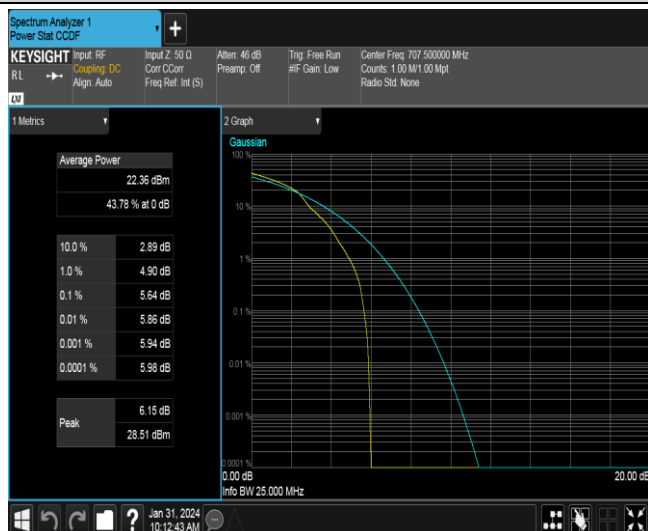 Spectrum Analyzer 1
Power Stat CCDF
+
KEYSIGHT Input: RF Input Z: 50 Ω Atten: 46 dB Trig: Free Run Center Freq: 707.500000 MHz
RL Coupling: DC Corr CCorr Preamp: Off #IF Gain: Low Counts: 1.00 M/1.00 Mpt
Align: Auto Freq Ref: Int (S) Radio Std: None
LXI
1 Metrics
Average Power
22.36 dBm
43.78 % at 0 dB
10.0 % 2.89 dB
1.0 % 4.90 dB
0.1 % 5.64 dB
0.01 % 5.86 dB
0.001 % 5.94 dB
0.0001 % 5.98 dB
Peak 6.15 dB
28.51 dBm
2 Graph
Gaussian
100 %
10 %
1 %
0.1 %
0.01 %
0.001 %
0.0001 %
0.00 dB 20.00 dB
Info BW 25.000 MHz
? Jan 31, 2024
10:12:43 AM